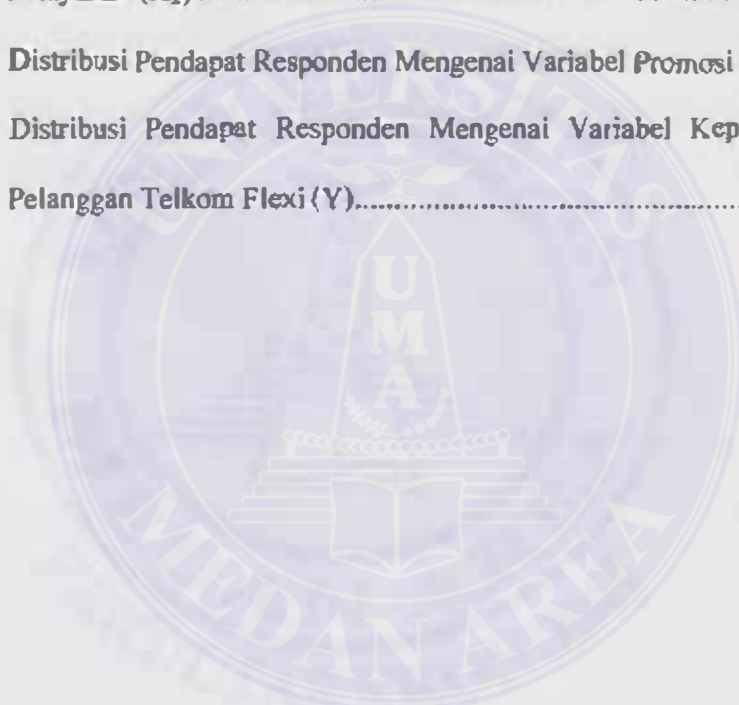 Distribusi Pendapat Responden Mengenai Variabel Promosi
Distribusi Pendapat Responden Mengenai Variabel Kep
Pelanggan Telkom Flexi (Y)..............................................
UNIVERSITAS
UMA
MEDAN AREA